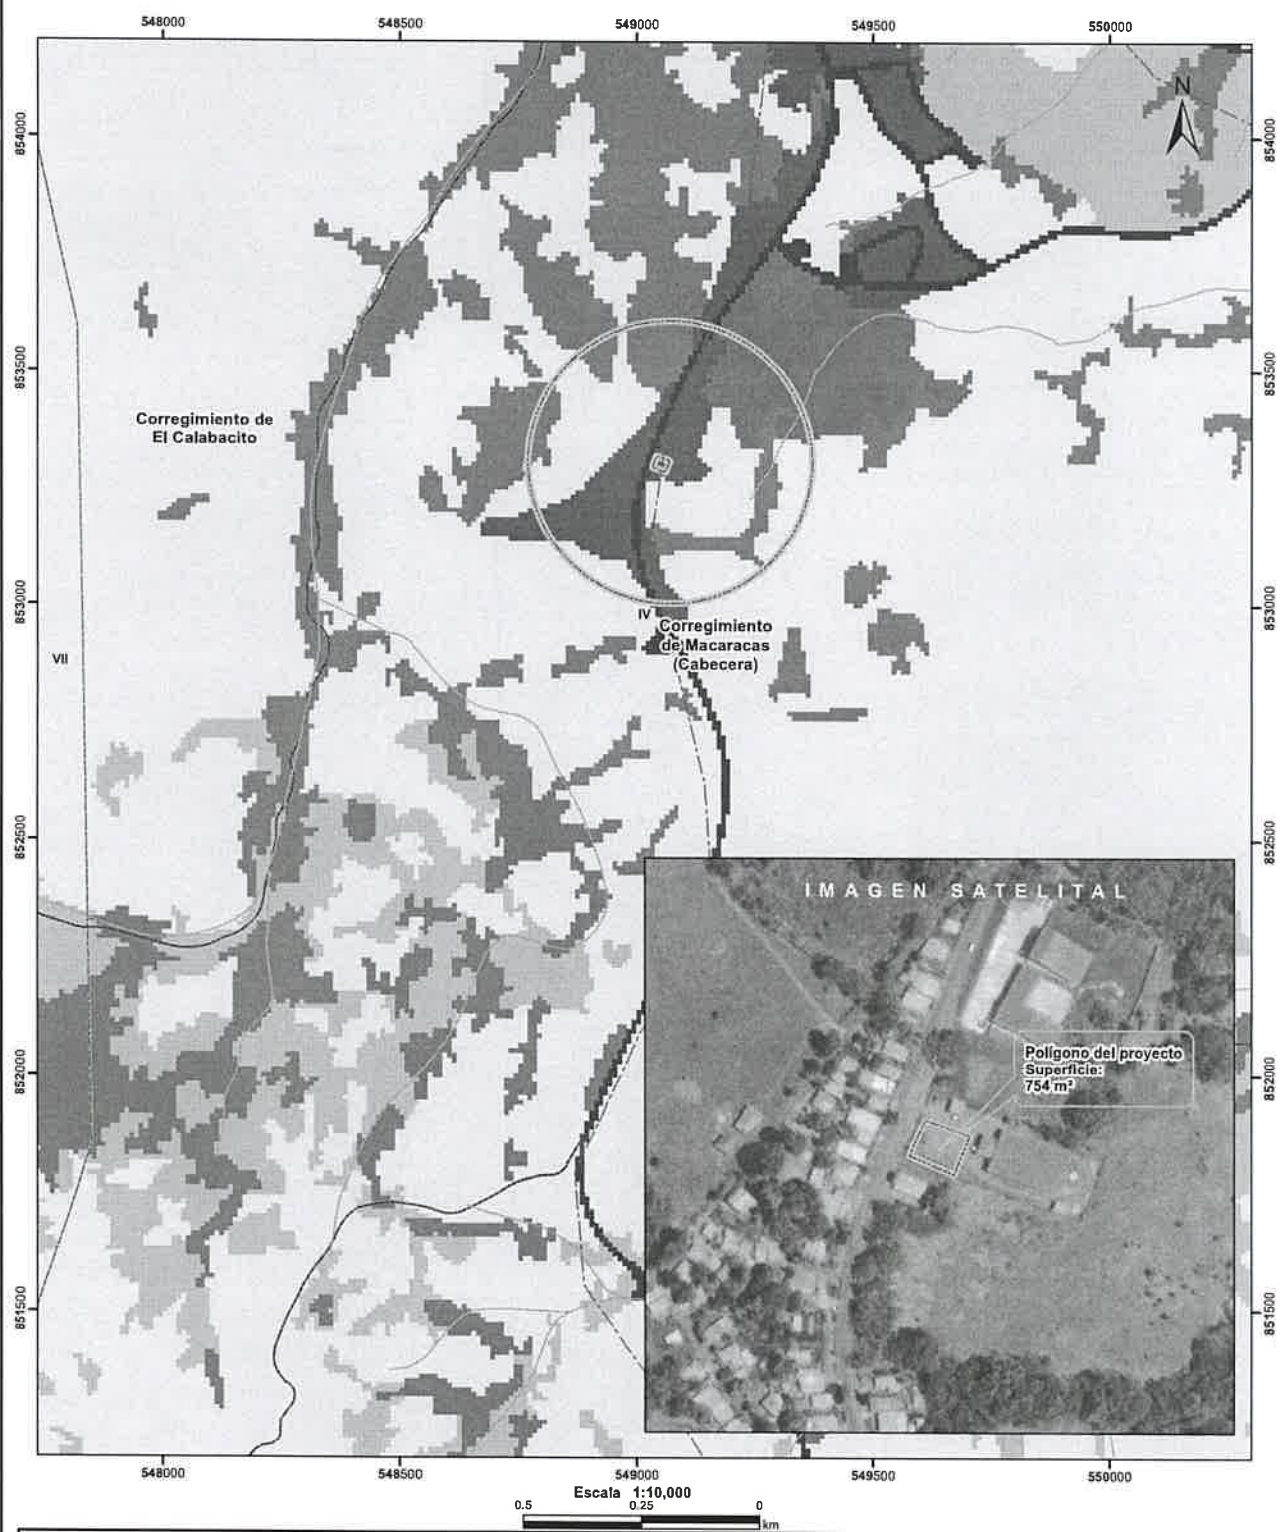 548000 548500 549000 549500 550000
N
854000 854000
853500 853500
Corregimiento de
El Calabacito
853000 853000
IV
Corregimiento
de Macaracas
(Cabecera)
VII
852500 852500
IMAGEN SATELITAL
852000 852000
Polígono del proyecto
Superficie:
754 m²
851500 851500
548000 548500 549000 549500 550000
Escala 1:10,000
0.5 0.25 0
km